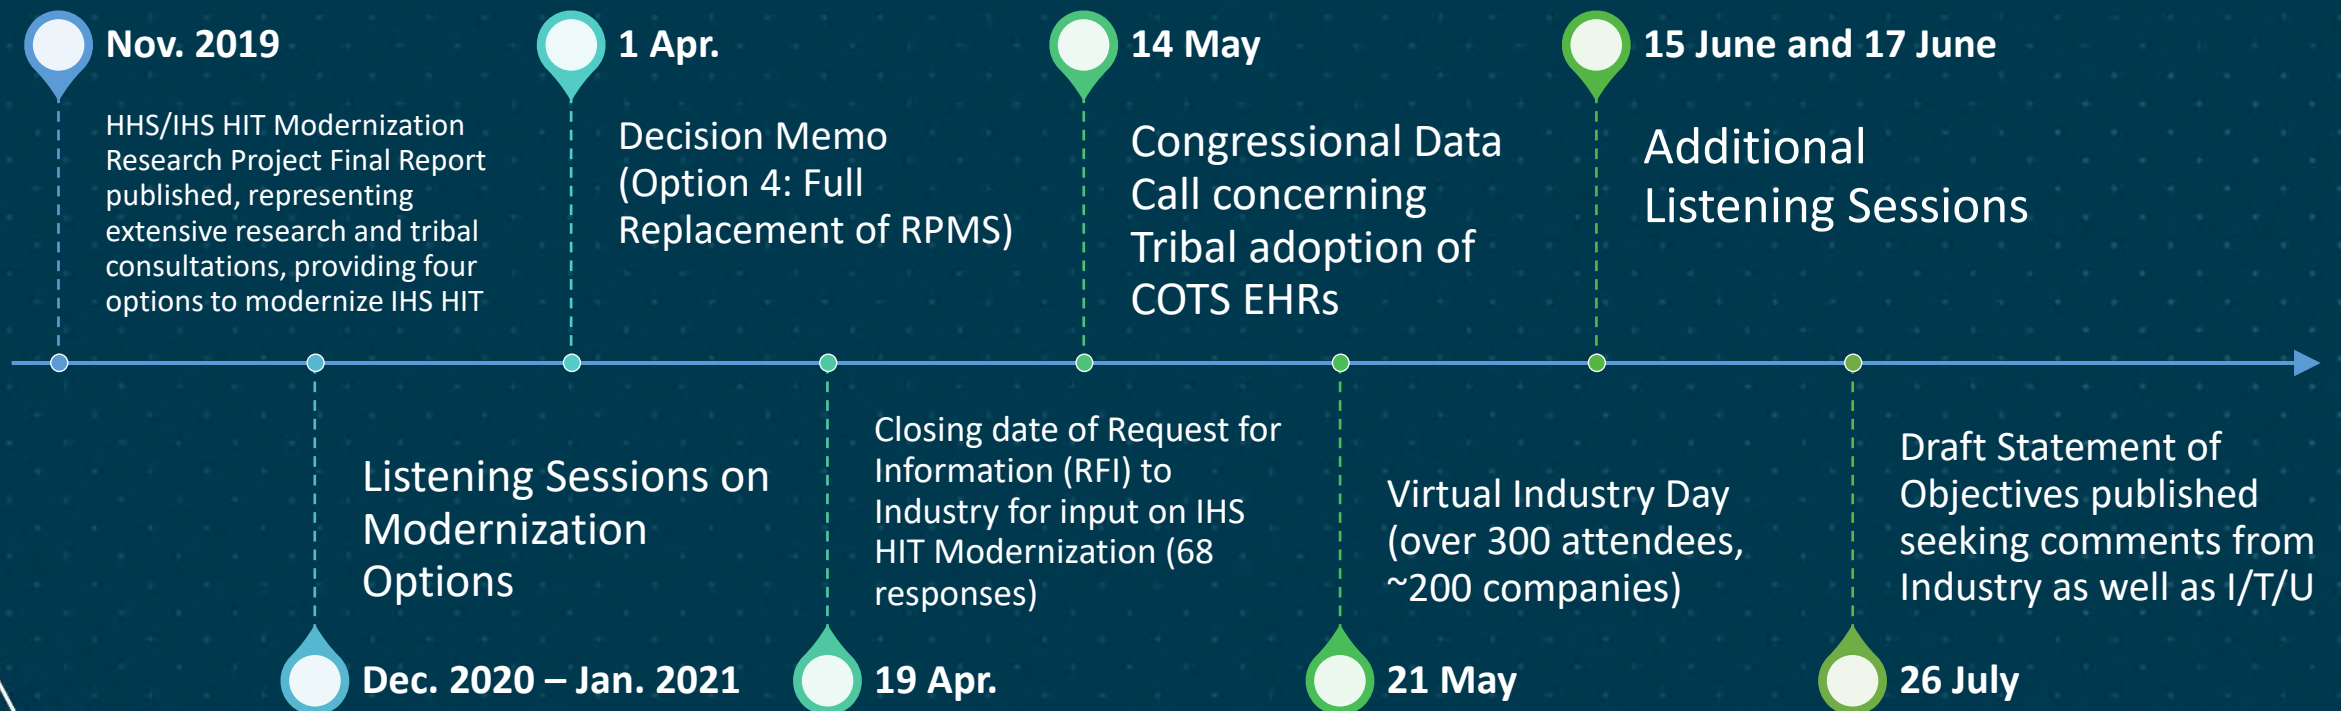 Nov. 2019
HHS/IHS HIT Modernization
Research Project Final Report
published, representing
extensive research and tribal
consultations, providing four
options to modernize IHS HIT
Listening Sessions on
Modernization
Options
Dec. 2020 – Jan. 2021
1 Apr.
Decision Memo
(Option 4: Full
Replacement of RPMS)
Closing date of Request for
Information (RFI) to
Industry for input on IHS
HIT Modernization (68
responses)
19 Apr.
14 May
Congressional Data
Call concerning
Tribal adoption of
COTS EHRs
Virtual Industry Day
(over 300 attendees,
~200 companies)
21 May
15 June and 17 June
Additional
Listening Sessions
Draft Statement of
Objectives published
seeking comments from
Industry as well as I/T/U
26 July